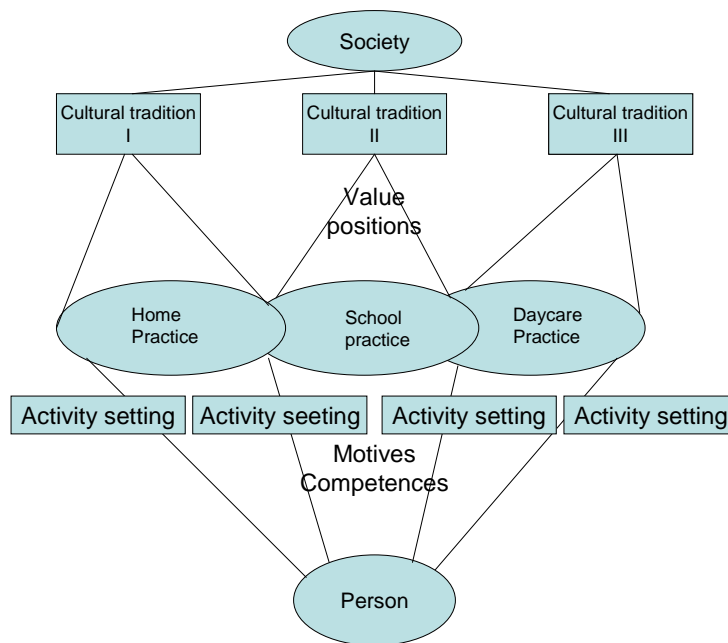 Society
Cultural tradition
I
Cultural tradition
II
Cultural tradition
III
Value
positions
Home
Practice
School
practice
Daycare
Practice
Activity setting
Activity seeting
Activity setting
Activity setting
Motives
Competences
Person